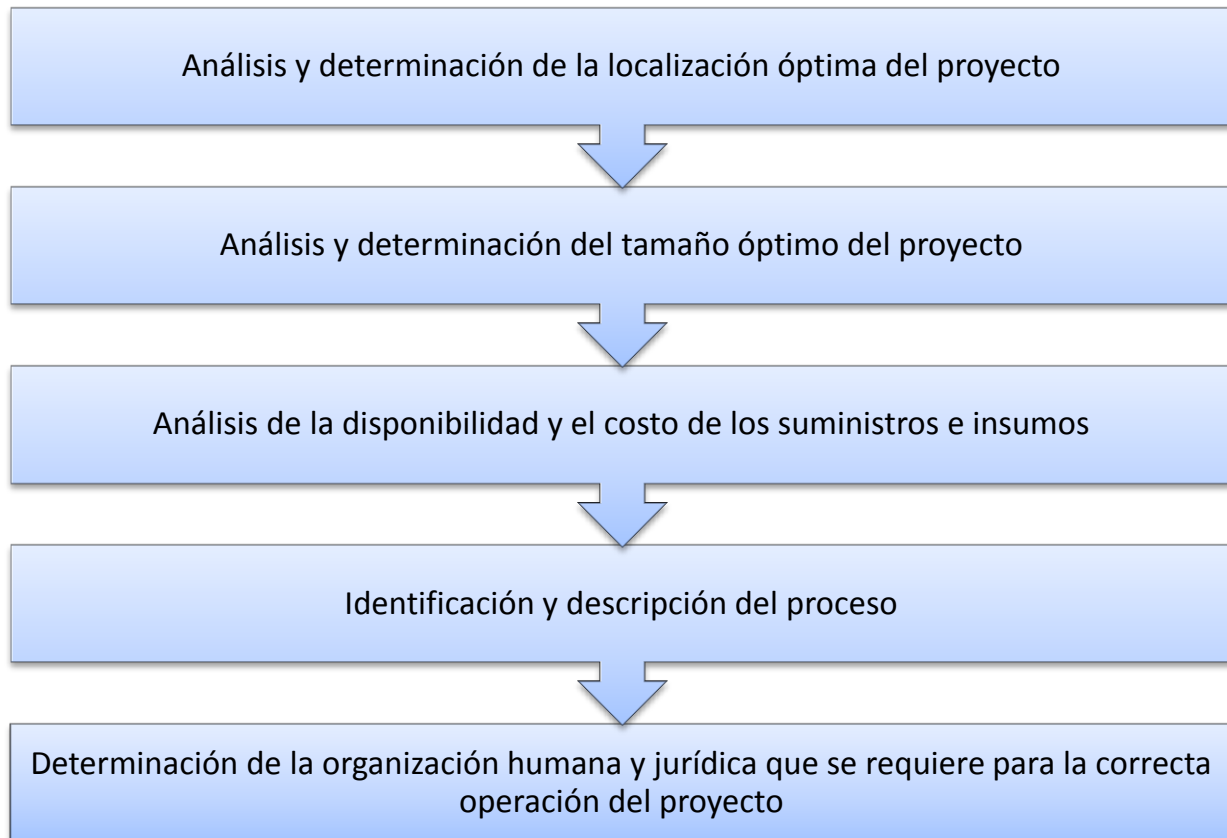 Análisis y determinación de la localización óptima del proyecto
Análisis y determinación del tamaño óptimo del proyecto
Análisis de la disponibilidad y el costo de los suministros e insumos
Identificación y descripción del proceso
Determinación de la organización humana y jurídica que se requiere para la correcta
operación del proyecto